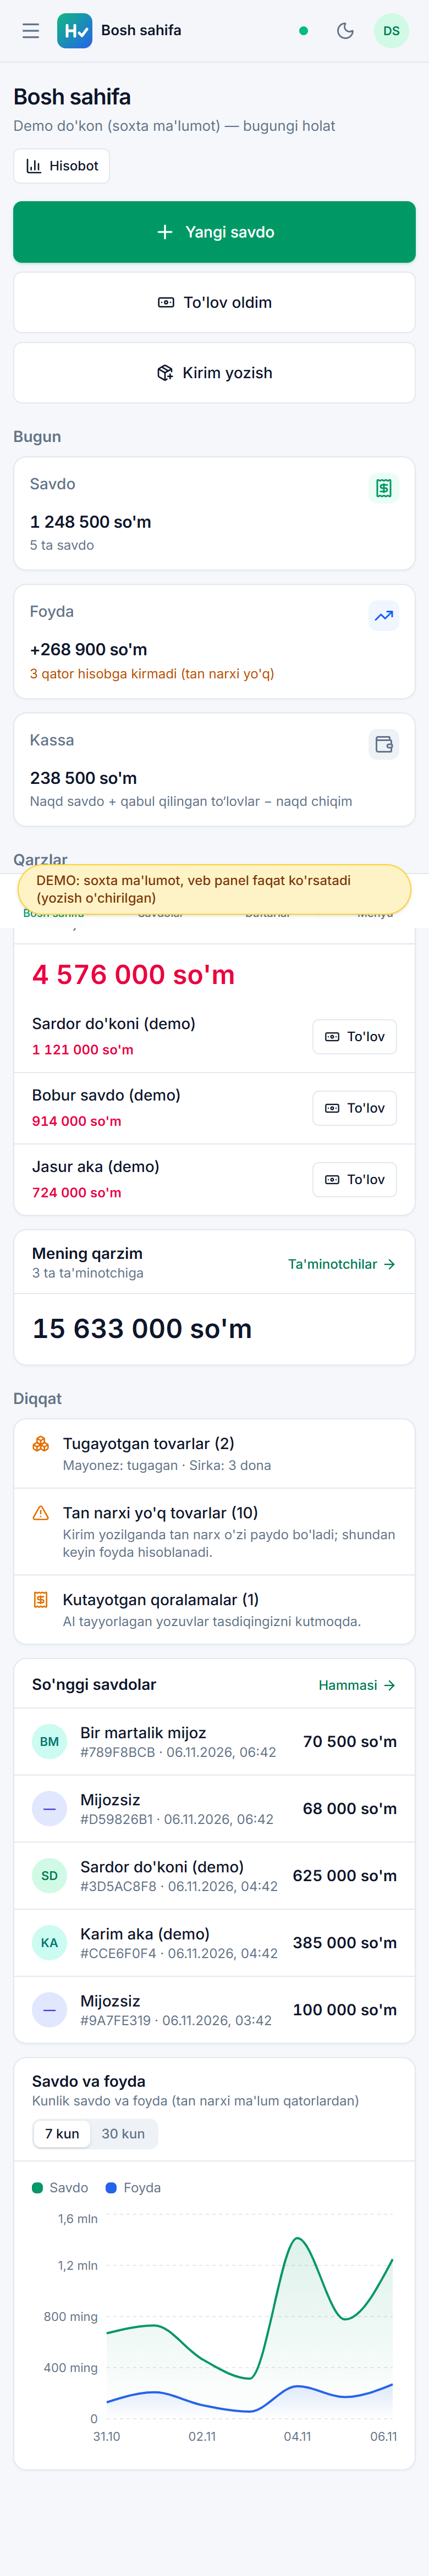 H
Bosh sahifa
DS
Bosh sahifa
Demo do'kon (soxta ma'lumot) — bugungi holat
Hisobot
Yangi savdo
To'lov oldim
Kirim yozish
Bugun
Savdo
1 248 500 so'm
5 ta savdo
Foyda
+268 900 so'm
3 qator hisobga kirmadi (tan narxi yo'q)
Kassa
238 500 so'm
Naqd savdo + qabul qilingan to'lovlar − naqd chiqim
Qarzlar
DEMO: soxta ma'lumot, veb panel faqat ko'rsatadi
(yozish o'chirilgan)
4 576 000 so'm
Sardor do'koni (demo)
1 121 000 so'm
To'lov
Bobur savdo (demo)
914 000 so'm
To'lov
Jasur aka (demo)
724 000 so'm
To'lov
Mening qarzim
3 ta ta'minotchiga
Ta'minotchilar
15 633 000 so'm
Diqqat
Tugayotgan tovarlar (2)
Mayonez: tugagan · Sirka: 3 dona
Tan narxi yo'q tovarlar (10)
Kirim yozilganda tan narx o'zi paydo bo'ladi; shundan
keyin foyda hisoblanadi.
Kutayotgan qoralamalar (1)
AI tayyorlagan yozuvlar tasdiqingizni kutmoqda.
So'nggi savdolar
Hammasi
BM
Bir martalik mijoz
#789F8BCB · 06.11.2026, 06:42
70 500 so'm
—
Mijozsiz
#D59826B1 · 06.11.2026, 06:42
68 000 so'm
SD
Sardor do'koni (demo)
#3D5AC8F8 · 06.11.2026, 04:42
625 000 so'm
KA
Karim aka (demo)
#CCE6F0F4 · 06.11.2026, 04:42
385 000 so'm
—
Mijozsiz
#9A7FE319 · 06.11.2026, 03:42
100 000 so'm
Savdo va foyda
Kunlik savdo va foyda (tan narxi ma'lum qatorlardan)
7 kun 30 kun
Savdo Foyda
1,6 mln
1,2 mln
800 ming
400 ming
0
31.10 02.11 04.11 06.11